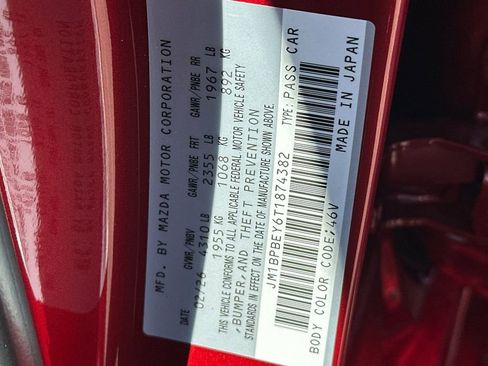 MFD. BY MAZDA MOTOR CORPORATION
DATE GVWR/PNBV GAWR/PNBE FRT GAWR/PNBE RR
02/26 4310 LB 2355 LB 1967 LB
1955 KG 1068 KG 892 KG
THIS VEHICLE CONFORMS TO ALL APPLICABLE FEDERAL MOTOR VEHICLE SAFETY,
BUMPER, AND THEFT PREVENTION
STANDARDS IN EFFECT ON THE DATE OF MANUFACTURE SHOWN ABOVE.
JM1BPBEY6T1874382 TYPE: PASS CAR
BODY COLOR CODE:46V MADE IN JAPAN